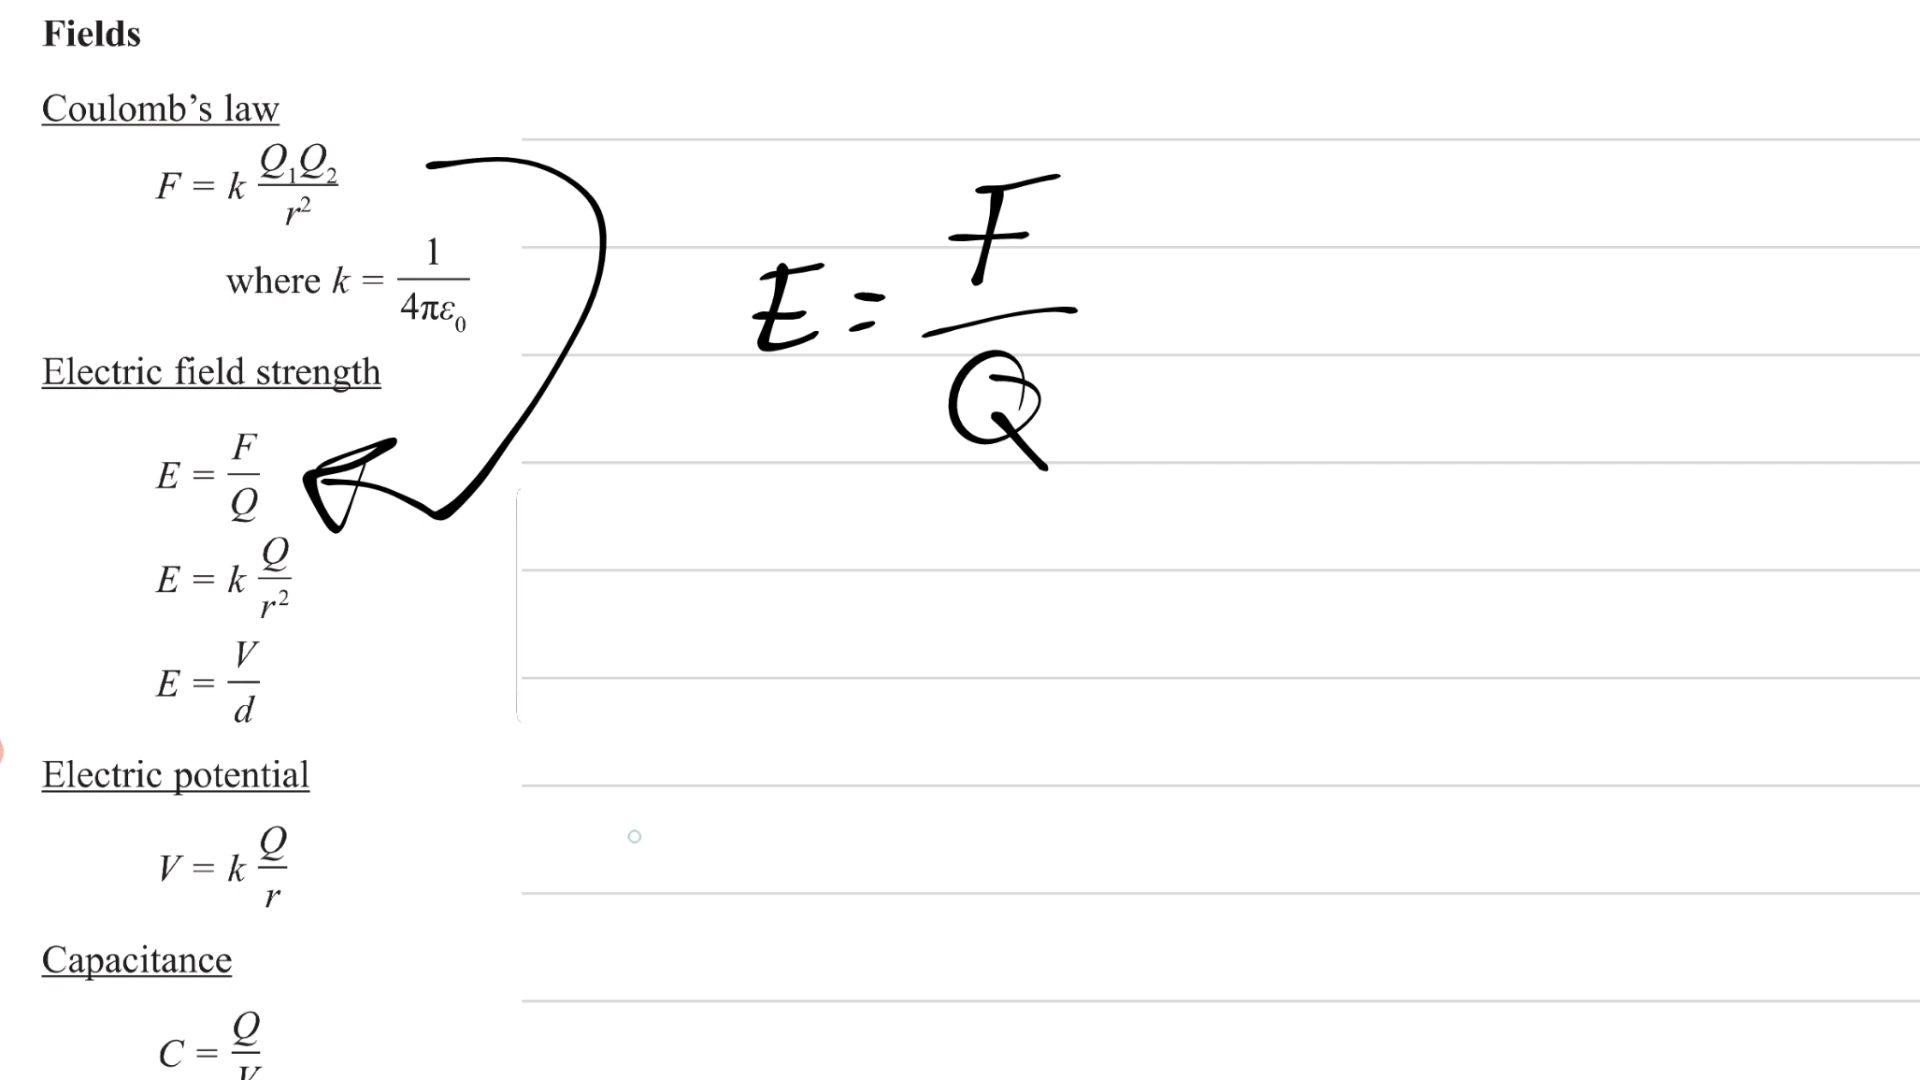 Fields
Coulomb's law
F = k Q₁Q₂ / r²
where k = 1 / 4πε₀
Electric field strength
E = F / Q
E = k Q / r²
E = V / d
Electric potential
V = k Q / r
Capacitance
C = Q / V
E = F / Q